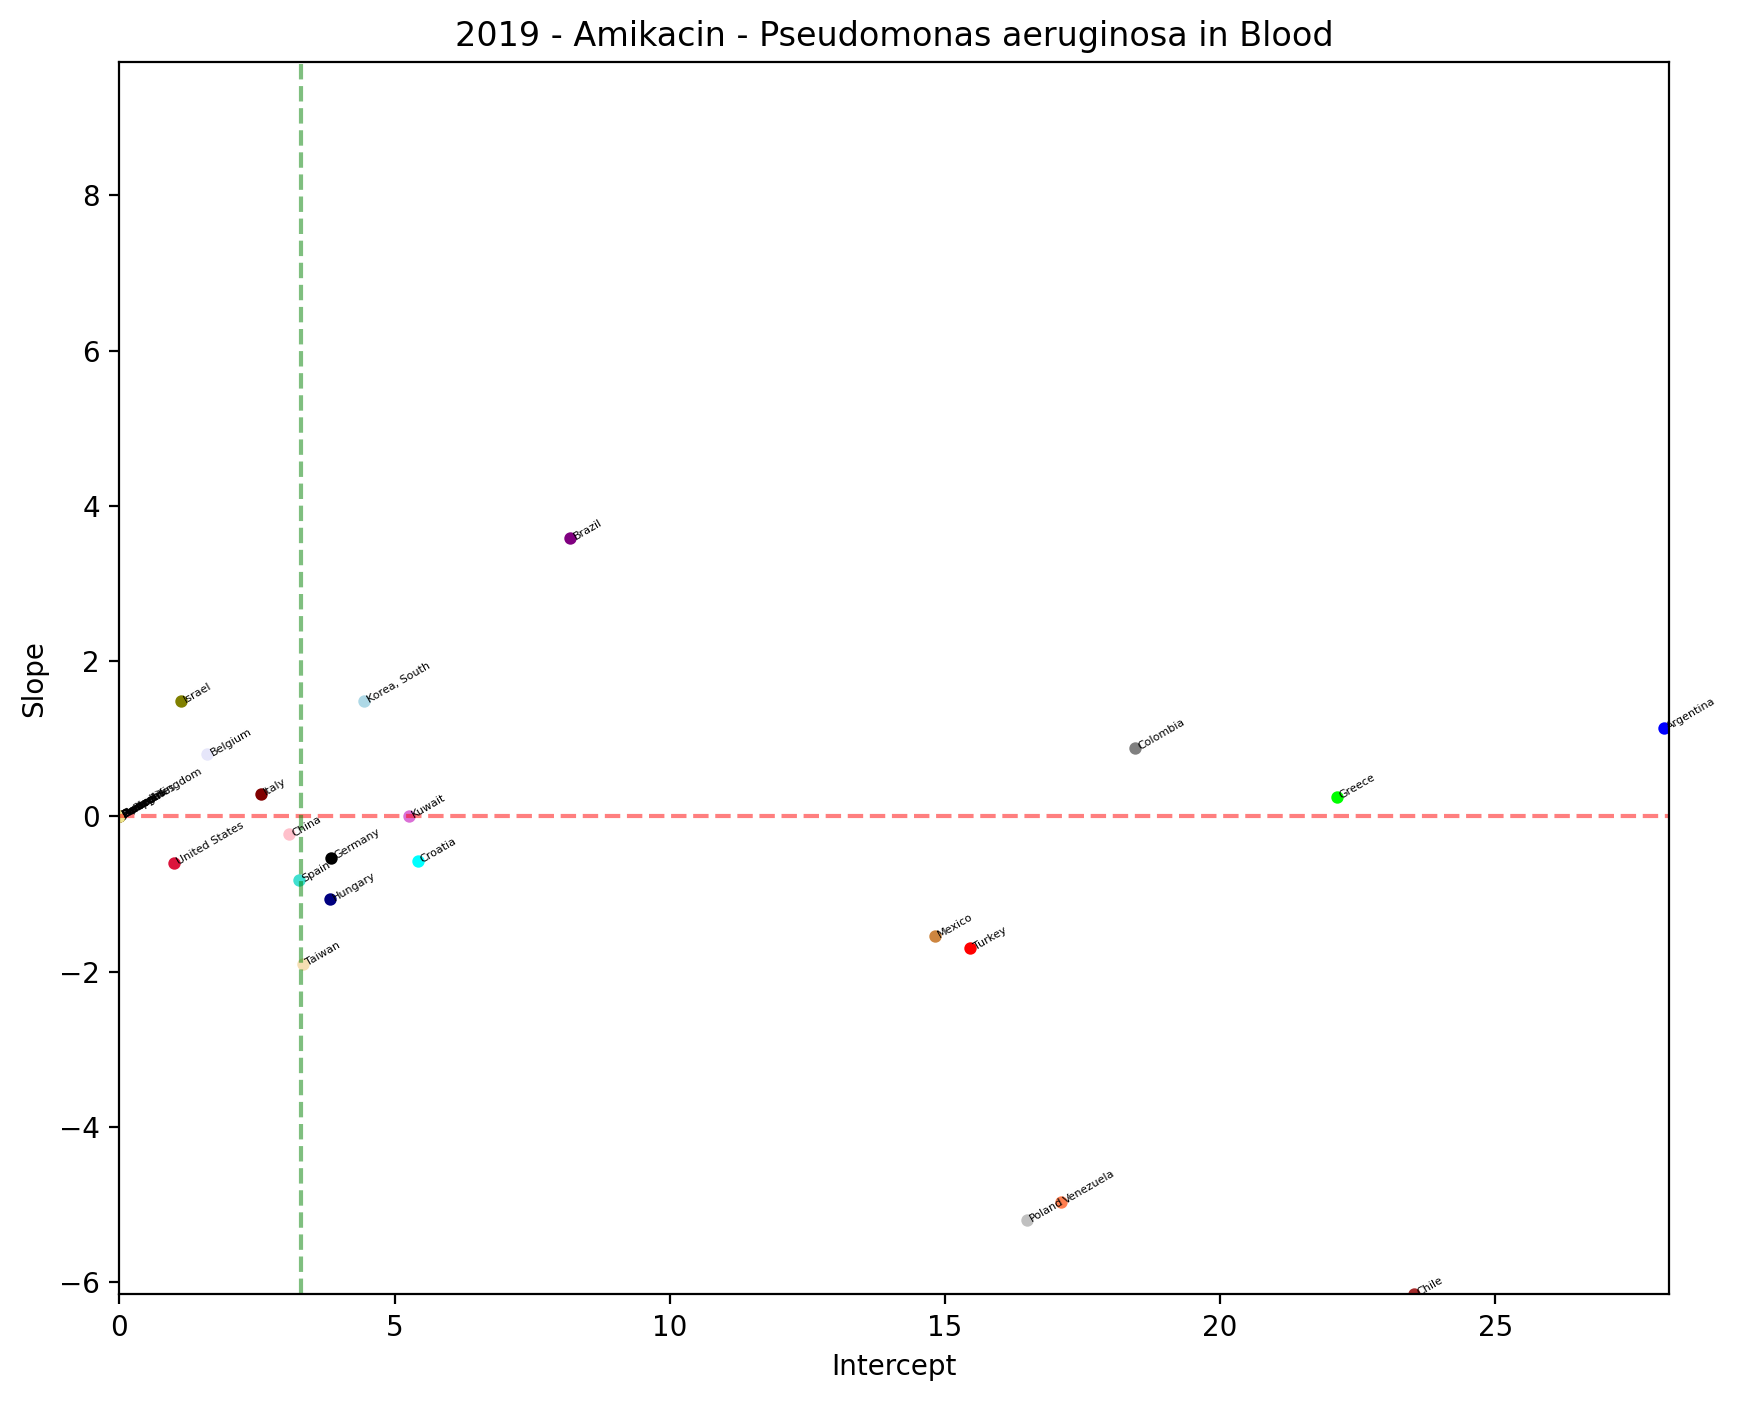 2019 - Amikacin - Pseudomonas aeruginosa in Blood
8
6
4
Brazil
2
Korea, South
Israel
Argentina
Colombia
Belgium
Greece
Italy
Kuwait
0
China
United States
Germany
Croatia
Spain
Hungary
Mexico
Turkey
Taiwan
−2
−4
Venezuela
Poland
Chile
−6
0
5
10
15
20
25
Intercept
Slope